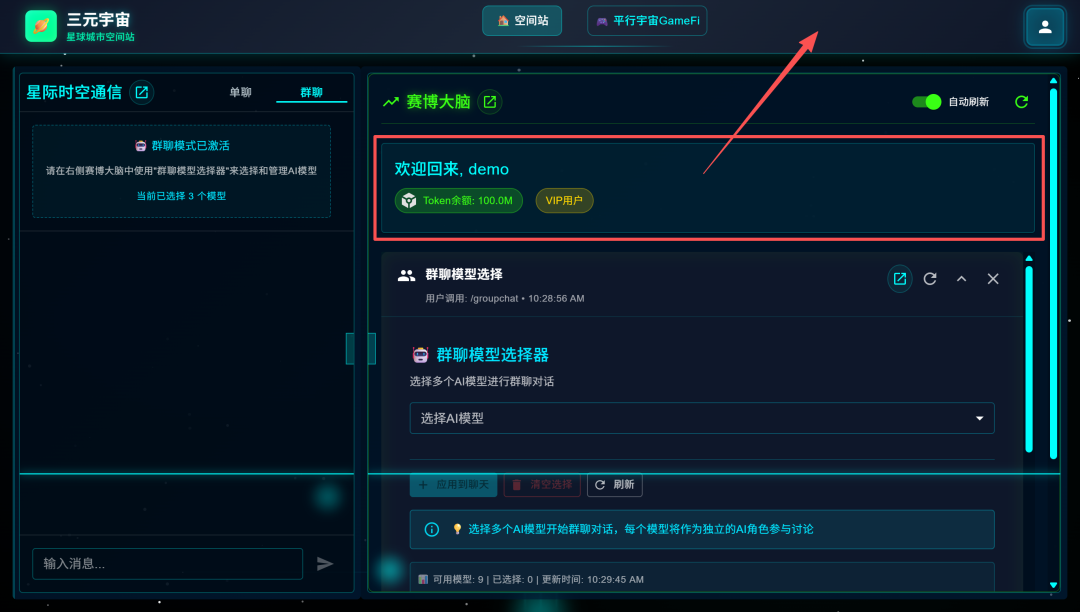 三元宇宙
星球城市空间站
空间站
平行宇宙GameFi
星际时空通信
单聊
群聊
群聊模式已激活
请在右侧赛博大脑中使用"群聊模型选择器"来选择和管理AI模型
当前已选择 3 个模型
输入消息...
赛博大脑
自动刷新
欢迎回来, demo
Token余额: 100.0M
VIP用户
群聊模型选择
用户调用: /groupchat • 10:28:56 AM
群聊模型选择器
选择多个AI模型进行群聊对话
选择AI模型
应用到聊天
清空选择
刷新
选择多个AI模型开始群聊对话，每个模型将作为独立的AI角色参与讨论
可用模型: 9 | 已选择: 0 | 更新时间: 10:29:45 AM